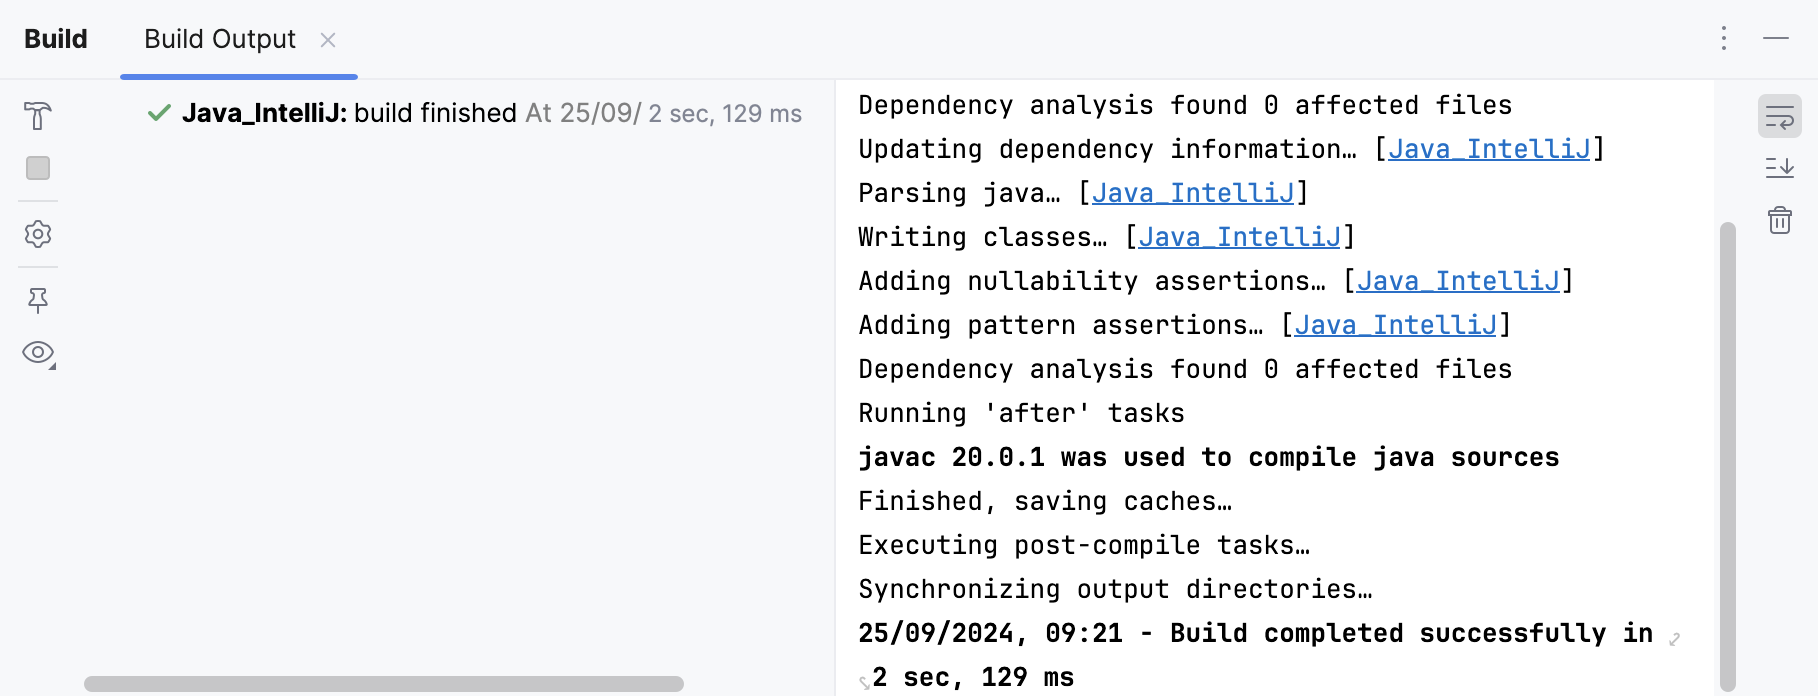 Build
Build Output
Java_IntelliJ: build finished At 25/09/ 2 sec, 129 ms
Dependency analysis found 0 affected files
Updating dependency information… [Java_IntelliJ]
Parsing java… [Java_IntelliJ]
Writing classes… [Java_IntelliJ]
Adding nullability assertions… [Java_IntelliJ]
Adding pattern assertions… [Java_IntelliJ]
Dependency analysis found 0 affected files
Running 'after' tasks
javac 20.0.1 was used to compile java sources
Finished, saving caches…
Executing post-compile tasks…
Synchronizing output directories…
25/09/2024, 09:21 - Build completed successfully in
2 sec, 129 ms